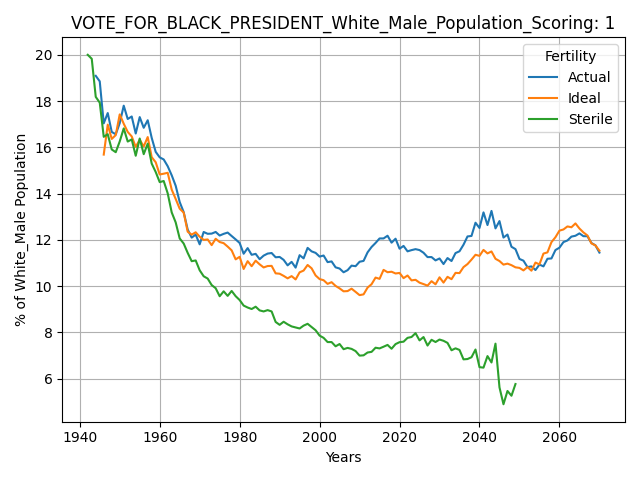 VOTE_FOR_BLACK_PRESIDENT_White_Male_Population_Scoring: 1
Fertility
Actual
Ideal
Sterile
% of White_Male Population
20
18
16
14
12
10
8
6
1940 1960 1980 2000 2020 2040 2060
Years